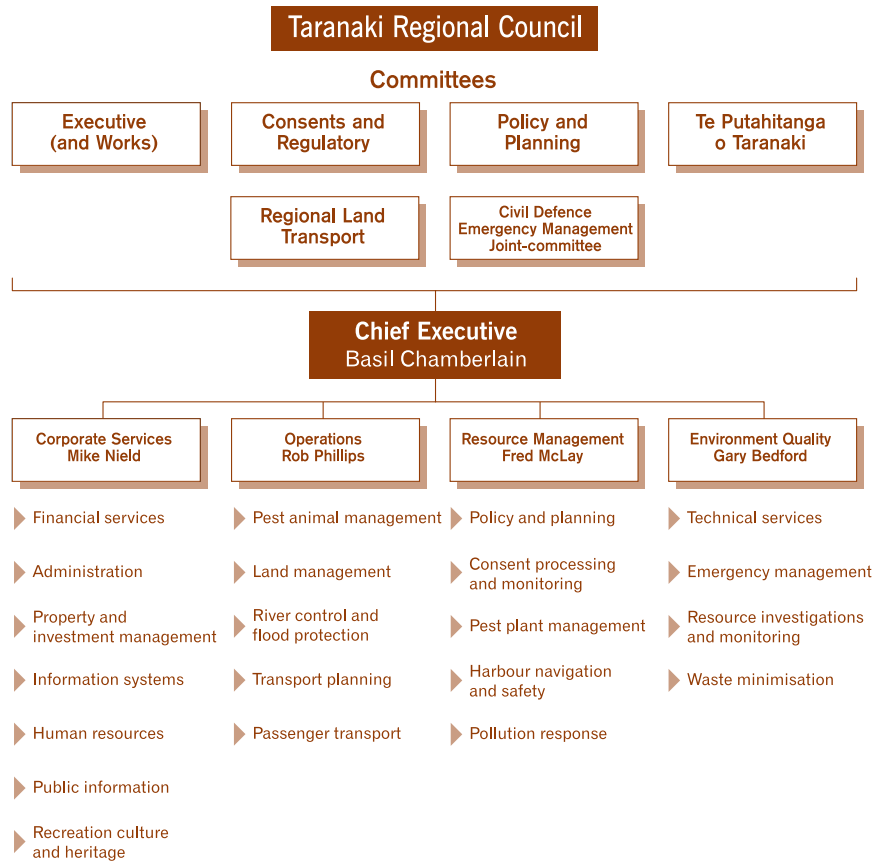 Taranaki Regional Council
Committees
Executive
(and Works)
Consents and
Regulatory
Policy and
Planning
Te Putahitanga
o Taranaki
Regional Land
Transport
Civil Defence
Emergency Management
Joint-committee
Chief Executive
Basil Chamberlain
Corporate Services
Mike Nield
Operations
Rob Phillips
Resource Management
Fred McLay
Environment Quality
Gary Bedford
Financial services
Administration
Property and
investment management
Information systems
Human resources
Public information
Recreation culture
and heritage
Pest animal management
Land management
River control and
flood protection
Transport planning
Passenger transport
Policy and planning
Consent processing
and monitoring
Pest plant management
Harbour navigation
and safety
Pollution response
Technical services
Emergency management
Resource investigations
and monitoring
Waste minimisation